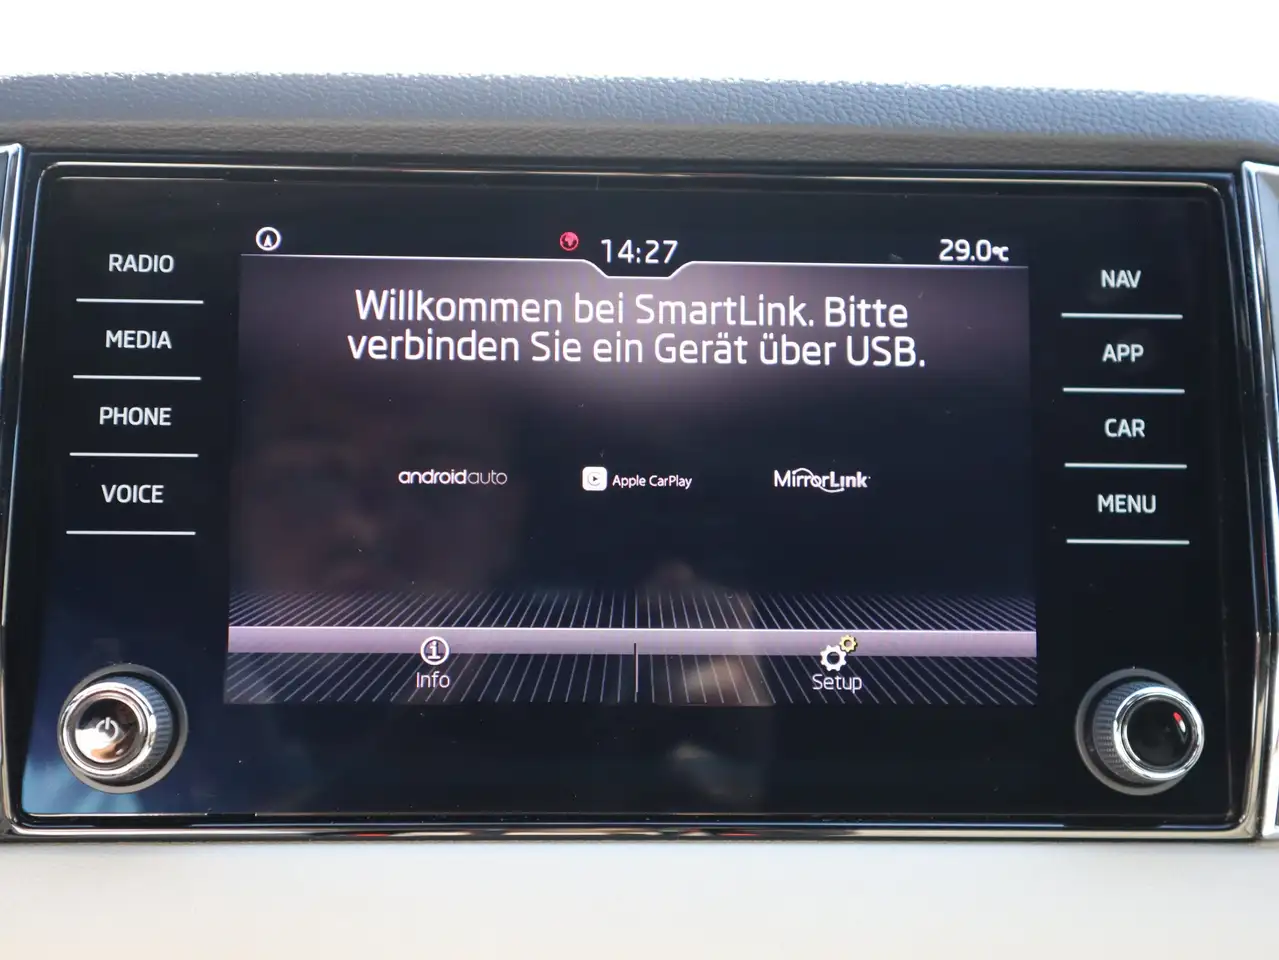 14:27
29.0°C
RADIO
MEDIA
PHONE
VOICE
Willkommen bei SmartLink. Bitte
verbinden Sie ein Gerät über USB.
androidauto
Apple CarPlay
MirrorLink
Info
Setup
NAV
APP
CAR
MENU